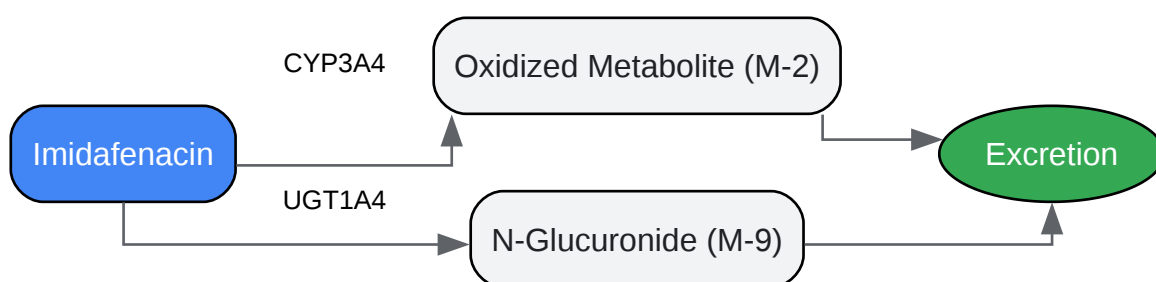 CYP3A4
Oxidized Metabolite (M-2)
Imidafenacin
Excretion
UGT1A4
N-Glucuronide (M-9)